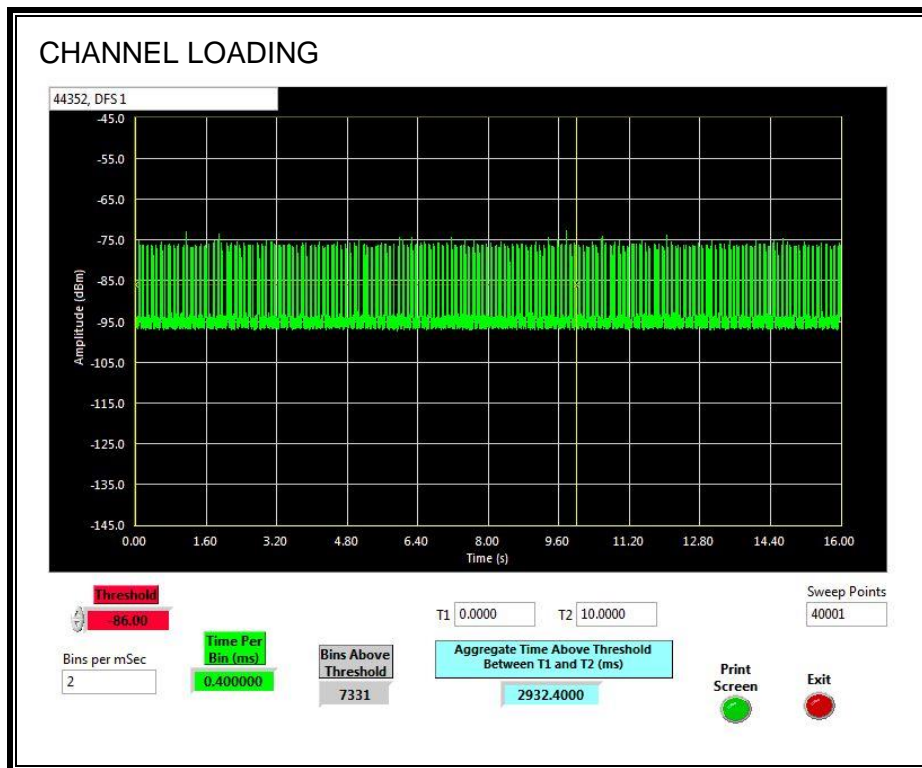 CHANNEL LOADING
44352, DFS 1
-45.0
-55.0
-65.0
-75.0
-85.0
-95.0
-105.0
-115.0
-125.0
-135.0
-145.0
Amplitude (dBm)
0.00 1.60 3.20 4.80 6.40 8.00 9.60 11.20 12.80 14.40 16.00
Time (s)
Threshold
-86.00
Bins per mSec
2
Time Per
Bin (ms)
0.400000
Bins Above
Threshold
7331
T1 0.0000 T2 10.0000
Aggregate Time Above Threshold
Between T1 and T2 (ms)
2932.4000
Sweep Points
40001
Print
Screen
Exit